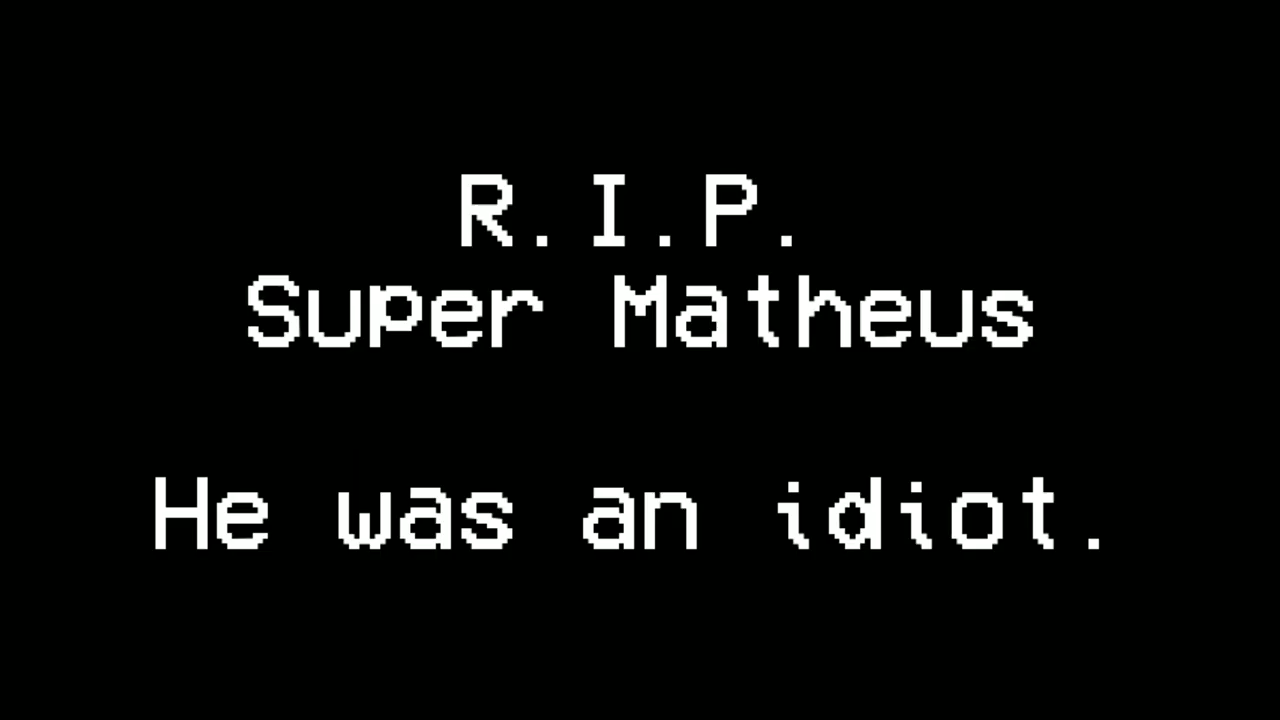 R.I.P.
Super Matheus
He was an idiot.